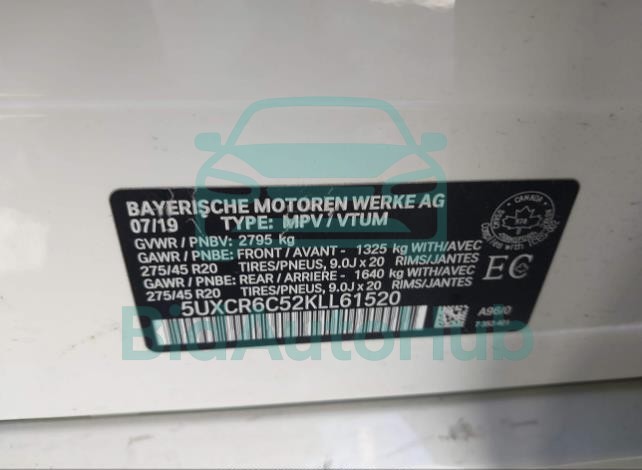 BAYERISCHE MOTOREN WERKE AG
07/19 TYPE: MPV / VTUM
GVWR / PNBV: 2795 kg
GAWR / PNBE: FRONT / AVANT - 1325 kg WITH/AVEC
275/45 R20 TIRES/PNEUS, 9.0J x 20 RIMS/JANTES
GAWR / PNBE: REAR / ARRIERE - 1640 kg WITH/AVEC
275/45 R20 TIRES/PNEUS, 9.0J x 20 RIMS/JANTES
5UXCR6C52KLL61520
CANADA
EC
A96/0
BidAutoHub